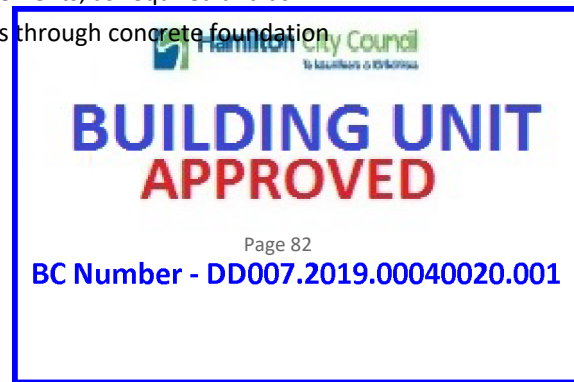 s through concrete foundation
Hamilton City Council
BUILDING UNIT
APPROVED
Page 82
BC Number - DD007.2019.00040020.001